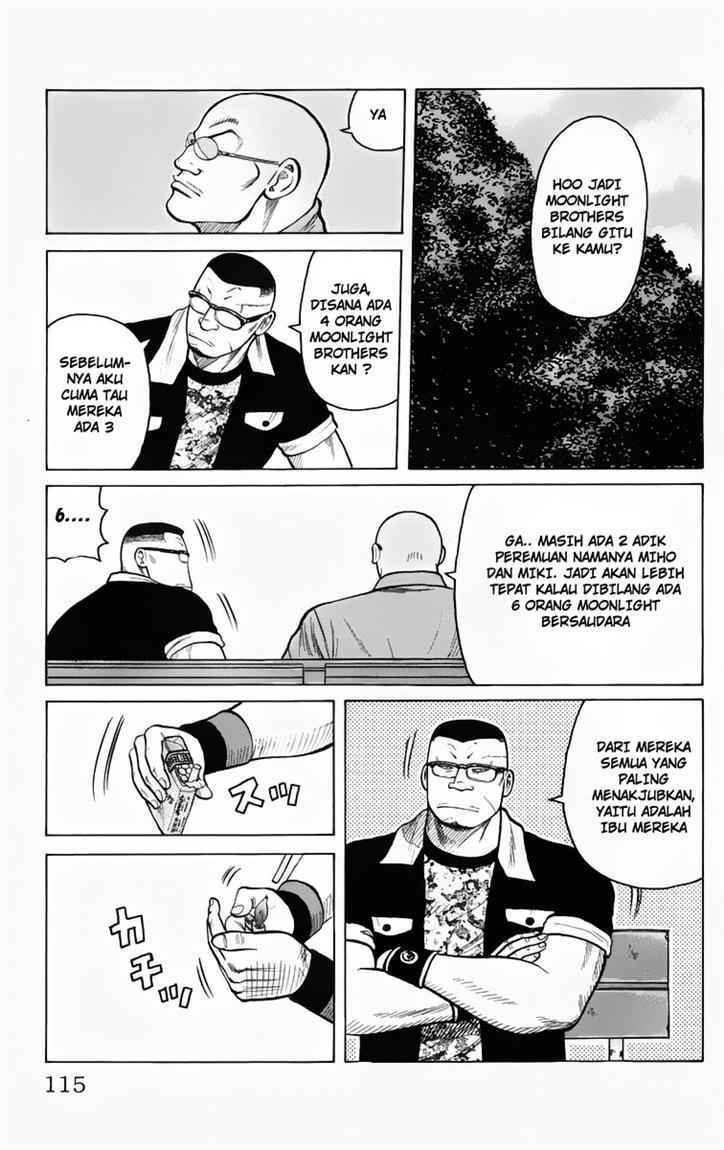 HOO JADI
MOONLIGHT
BROTHERS
BILANG GITU
KE KAMU?
YA
JUGA,
DISANA ADA
4 ORANG
MOONLIGHT
BROTHERS
KAN ?
SEBELUM-
NYA AKU
CUMA TAU
MEREKA
ADA 3
GA.. MASIH ADA 2 ADIK
PEREMUAN NAMANYA MIHO
DAN MIKI. JADI AKAN LEBIH
TEPAT KALAU DIBILANG ADA
6 ORANG MOONLIGHT
BERSAUDARA
6....
DARI MEREKA
SEMUA YANG
PALING
MENAKJUBKAN,
YAITU ADALAH
IBU MEREKA
スッ
カチッ
115